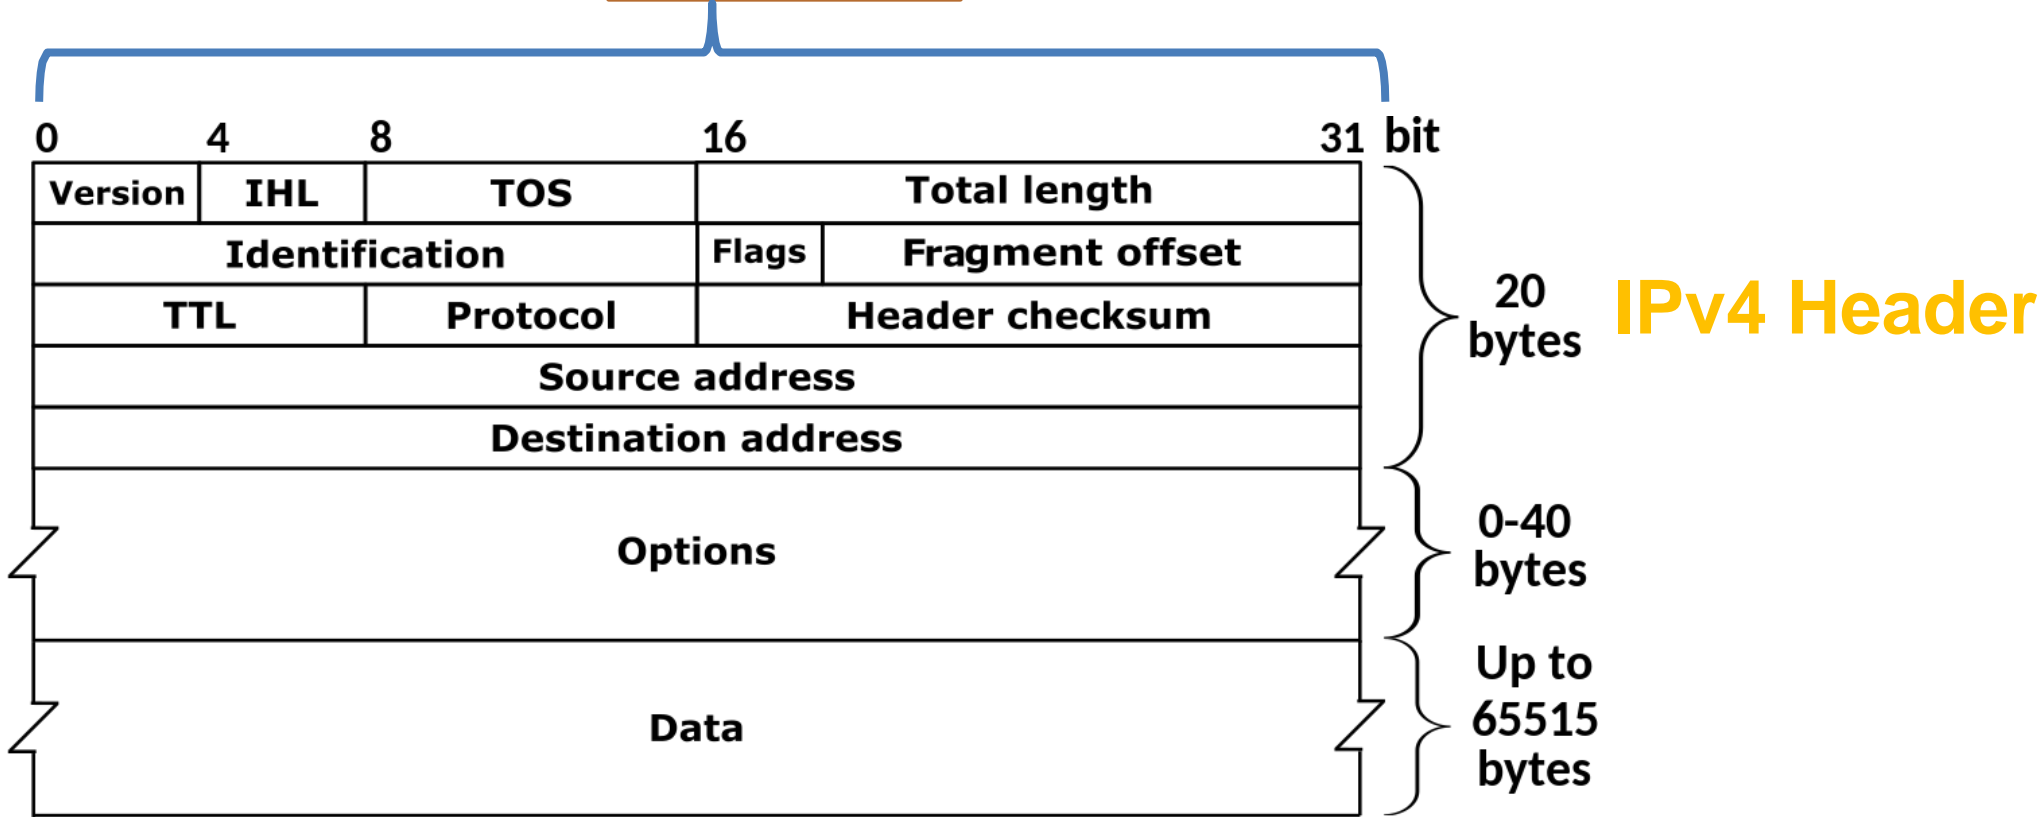 0 4 8 16 31 bit
Version IHL TOS Total length
Identification Flags Fragment offset
TTL Protocol Header checksum
Source address
Destination address
20
bytes
IPv4 Header
Options
0-40
bytes
Data
Up to
65515
bytes